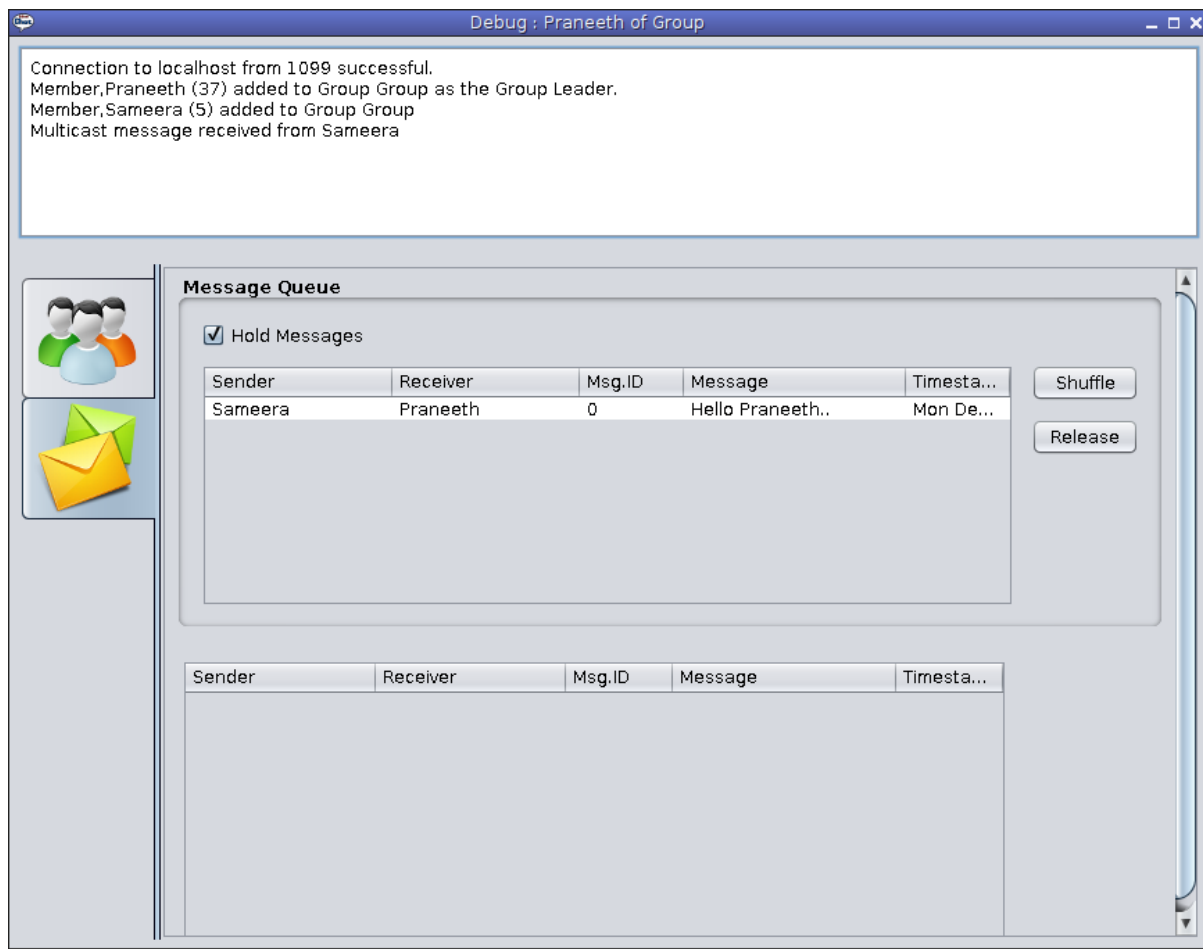 Debug : Praneeth of Group
Connection to localhost from 1099 successful.
Member,Praneeth (37) added to Group Group as the Group Leader.
Member,Sameera (5) added to Group Group
Multicast message received from Sameera
Message Queue
Hold Messages
Sender Receiver Msg.ID Message Timesta...
Sameera Praneeth 0 Hello Praneeth.. Mon De...
Shuffle
Release
Sender Receiver Msg.ID Message Timesta...